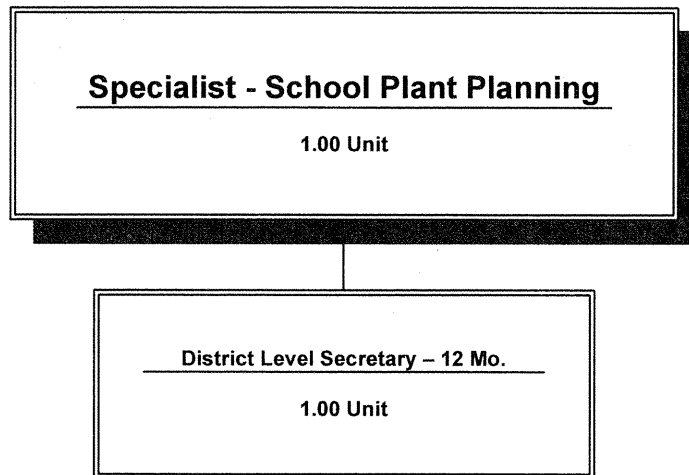 Specialist - School Plant Planning
1.00 Unit
District Level Secretary – 12 Mo.
1.00 Unit